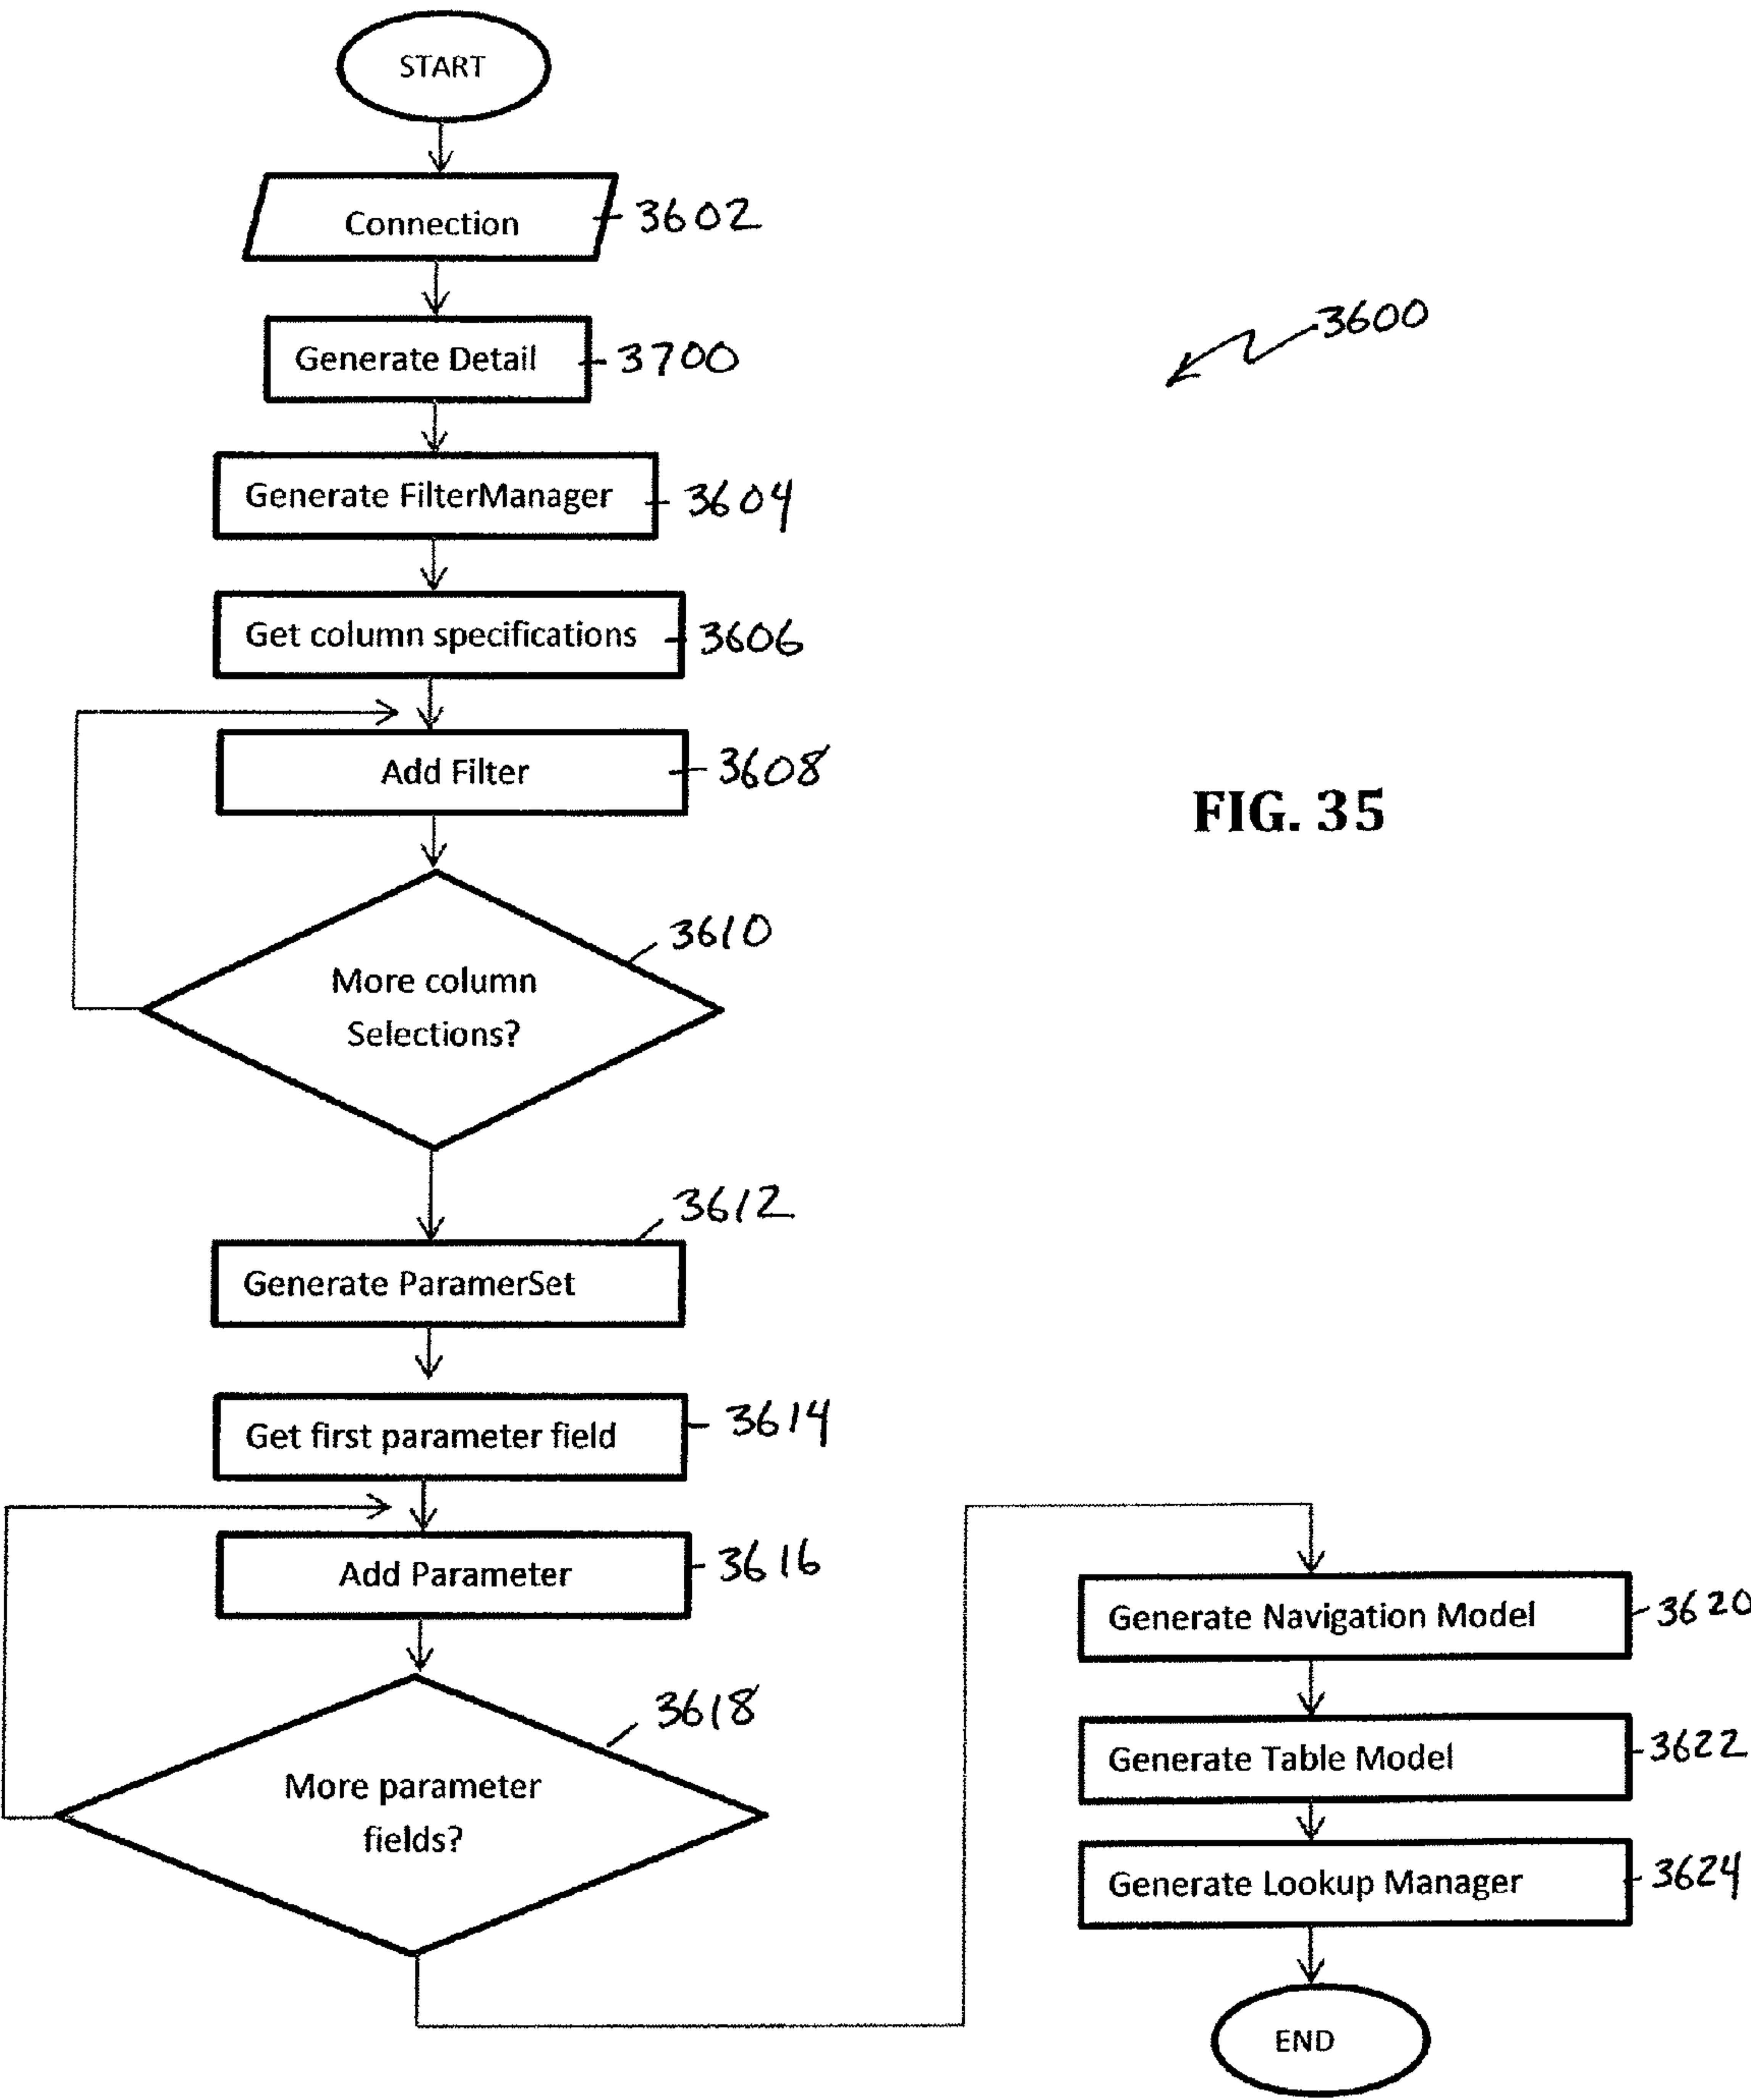 START
Connection 3602
Generate Detail 3700
3600
Generate FilterManager 3604
Get column specifications 3606
Add Filter 3608
FIG. 35
3610
More column
Selections?
3612
Generate ParamerSet
Get first parameter field 3614
Add Parameter 3616
3618
More parameter
fields?
Generate Navigation Model 3620
Generate Table Model 3622
Generate Lookup Manager 3624
END